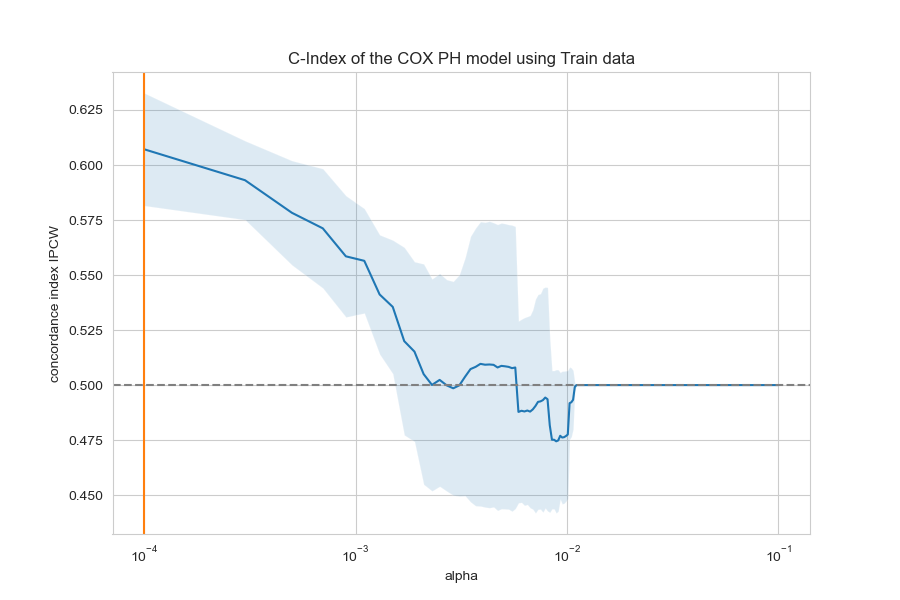 C-Index of the COX PH model using Train data
concordance index IPCW
0.625
0.600
0.575
0.550
0.525
0.500
0.475
0.450
10⁻⁴ 10⁻³ 10⁻² 10⁻¹
alpha